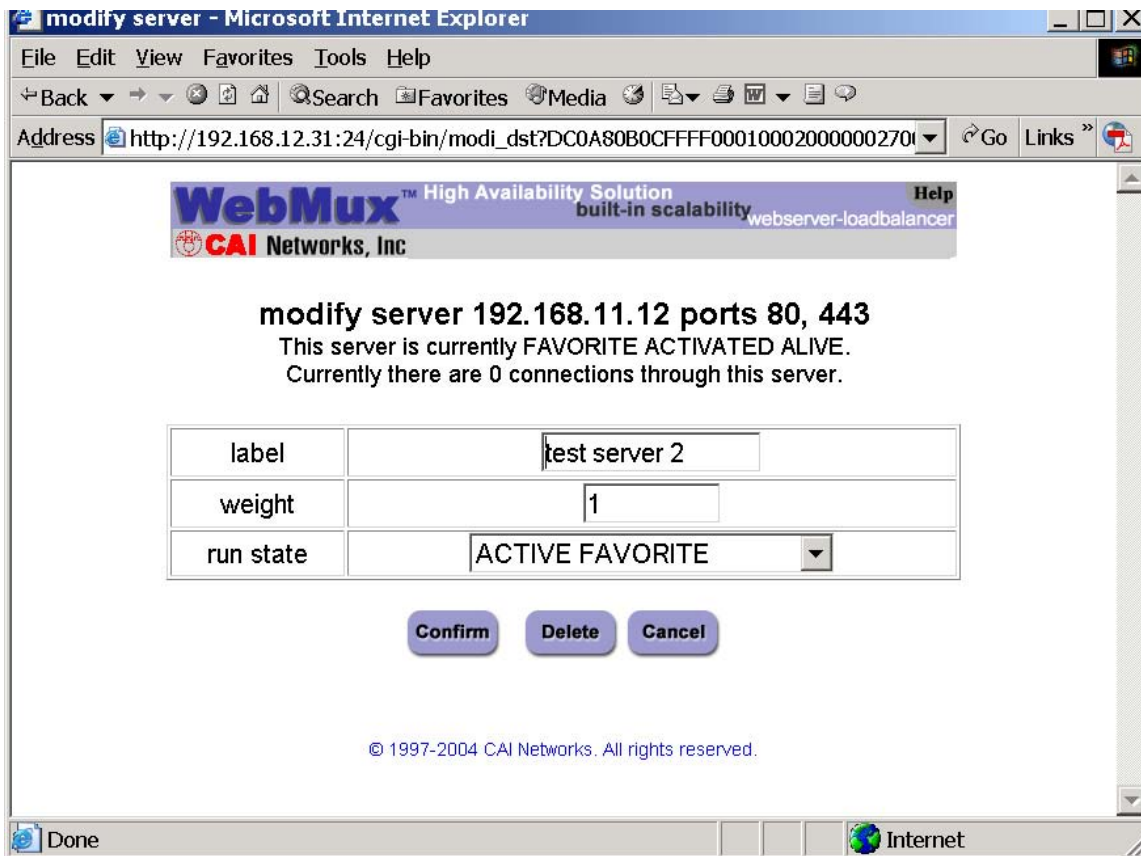 modify server - Microsoft Internet Explorer
File Edit View Favorites Tools Help
Back Search Favorites Media
Address http://192.168.12.31:24/cgi-bin/modi_dst?DC0A80B0CFFFF0001000200000002700 Go Links »
WebMux™ High Availability Solution Help
built-in scalability webserver-loadbalancer
CAI Networks, Inc
modify server 192.168.11.12 ports 80, 443
This server is currently FAVORITE ACTIVATED ALIVE.
Currently there are 0 connections through this server.
label test server 2
weight 1
run state ACTIVE FAVORITE
Confirm Delete Cancel
© 1997-2004 CAI Networks. All rights reserved.
Done Internet